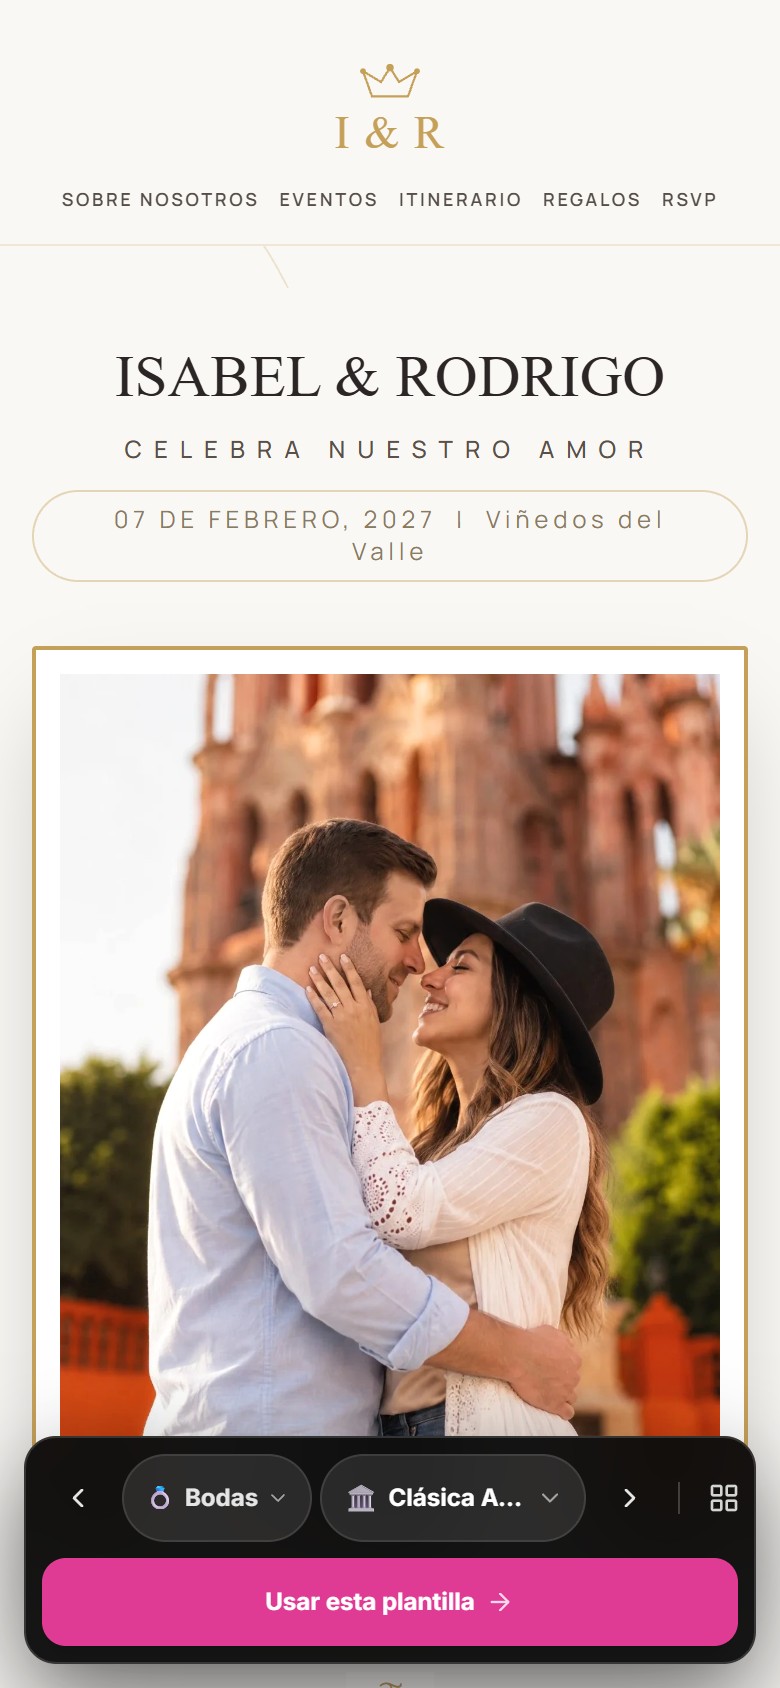 I & R
SOBRE NOSOTROS EVENTOS ITINERARIO REGALOS RSVP
ISABEL & RODRIGO
CELEBRA NUESTRO AMOR
07 DE FEBRERO, 2027 | Viñedos del
Valle
Bodas
Clásica A...
Usar esta plantilla →